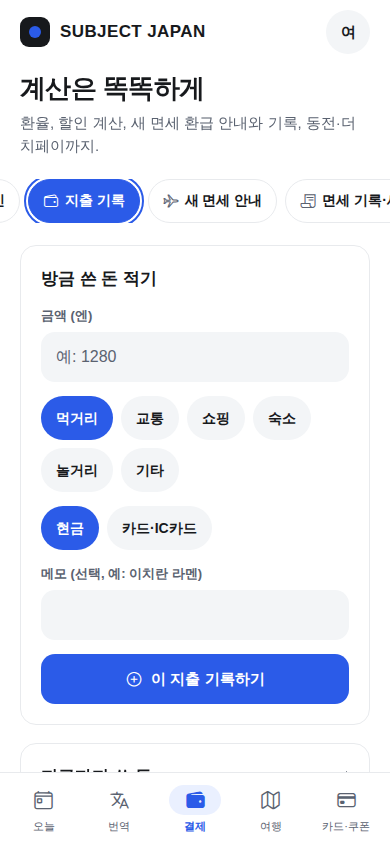 SUBJECT JAPAN
여
계산은 똑똑하게
환율, 할인 계산, 새 면세 환급 안내와 기록, 동전·더
치페이까지.
지출 기록
새 면세 안내
면세 기록·
방금 쓴 돈 적기
금액 (엔)
예: 1280
먹거리
교통
쇼핑
숙소
놀거리
기타
현금
카드·IC카드
메모 (선택, 예: 이치란 라멘)
이 지출 기록하기
오늘
번역
결제
여행
카드·쿠폰